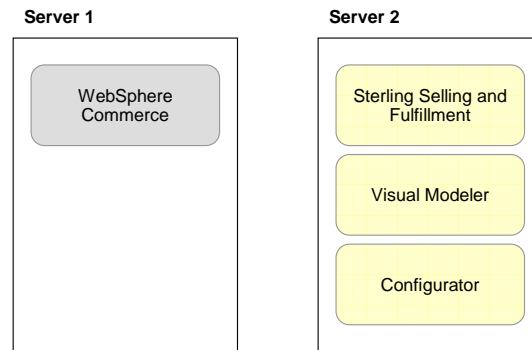 Server 1
WebSphere
Commerce
Server 2
Sterling Selling and
Fulfillment
Visual Modeler
Configurator